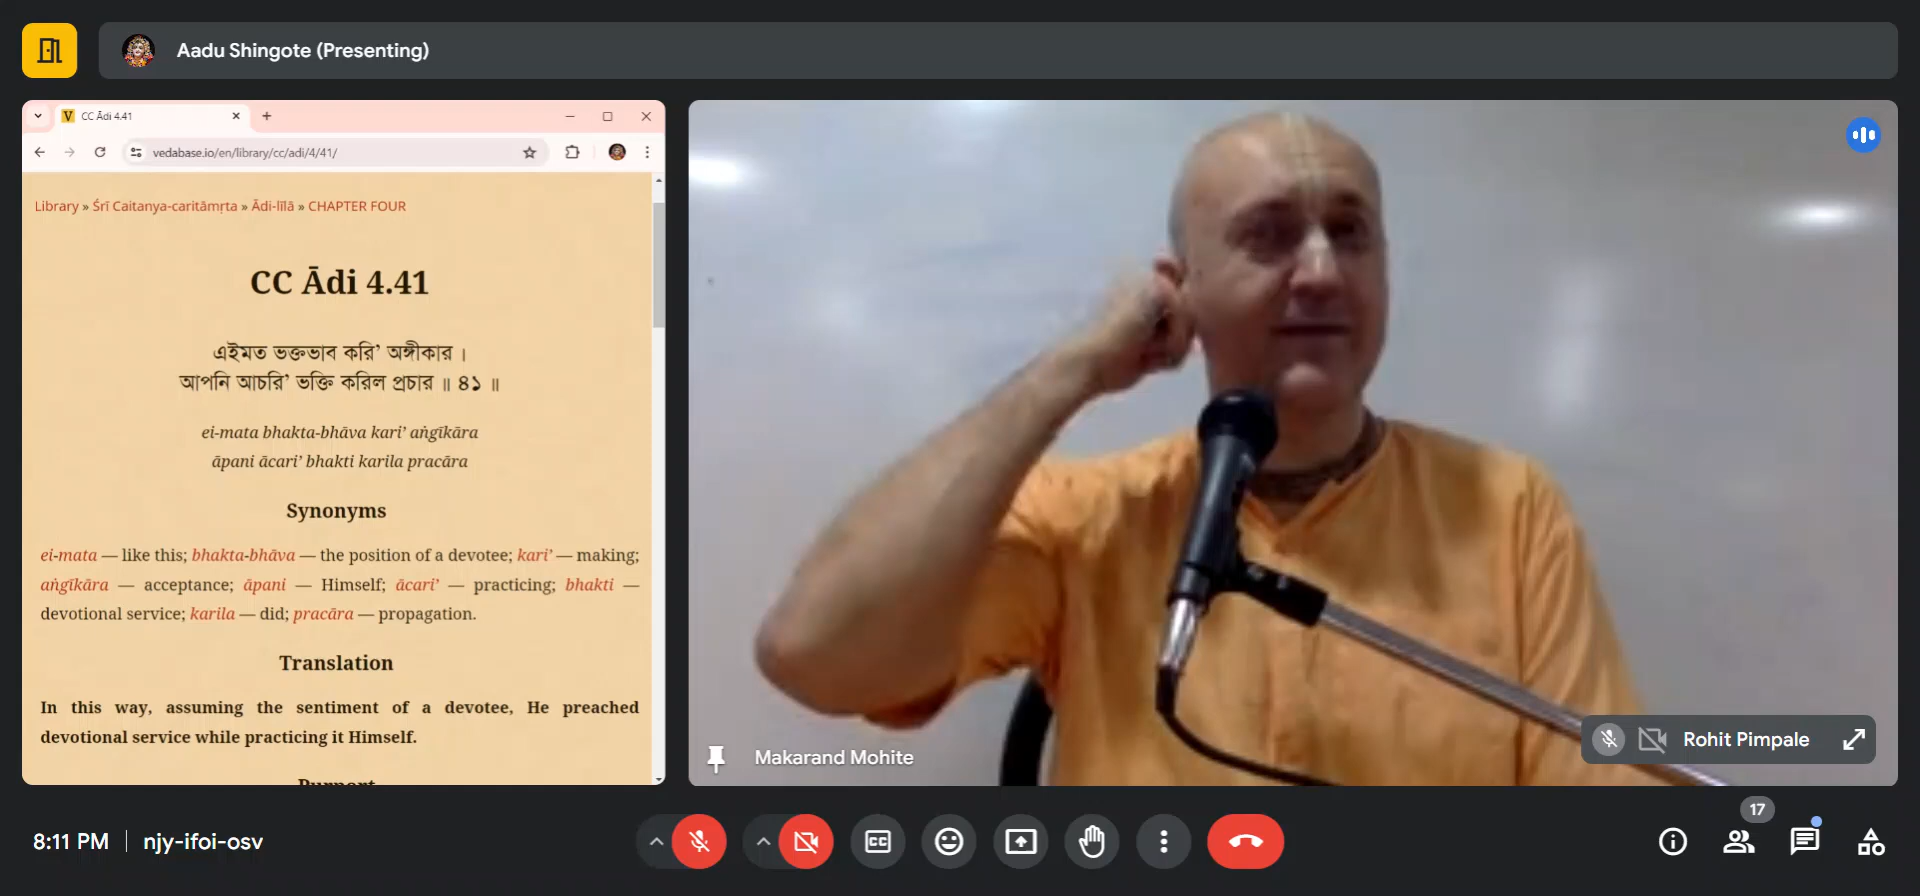 Aadu Shingote (Presenting)
CC Ādi 4.41
vedabase.io/en/library/cc/adi/4/41/
Library » Śrī Caitanya-caritāmṛta » Ādi-līlā » CHAPTER FOUR
CC Ādi 4.41
এইমত ভক্তভাব করি’ অঙ্গীকার ।
আপনি আচরি’ ভক্তি করিল প্রচার ॥ ৪১ ॥
ei-mata bhakta-bhāva kari’ aṅgīkāra
āpani ācari’ bhakti karila pracāra
Synonyms
ei-mata — like this; bhakta-bhāva — the position of a devotee; kari’ — making;
aṅgīkāra — acceptance; āpani — Himself; ācari’ — practicing; bhakti —
devotional service; karila — did; pracāra — propagation.
Translation
In this way, assuming the sentiment of a devotee, He preached
devotional service while practicing it Himself.
Purport
Makarand Mohite
Rohit Pimpale
8:11 PM | njy-ifoi-osv
CC
17